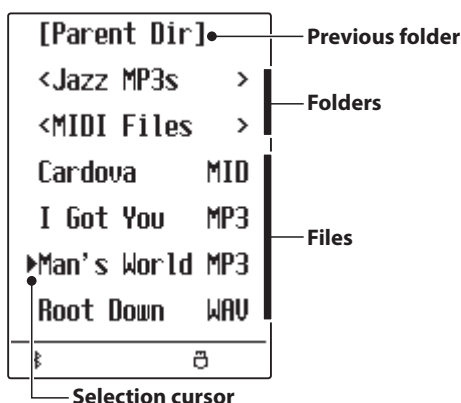 [Parent Dir]
Previous folder
<Jazz MP3s >
Folders
<MIDI Files >
Cardova MID
I Got You MP3
Files
Man's World MP3
Root Down WAV
Selection cursor